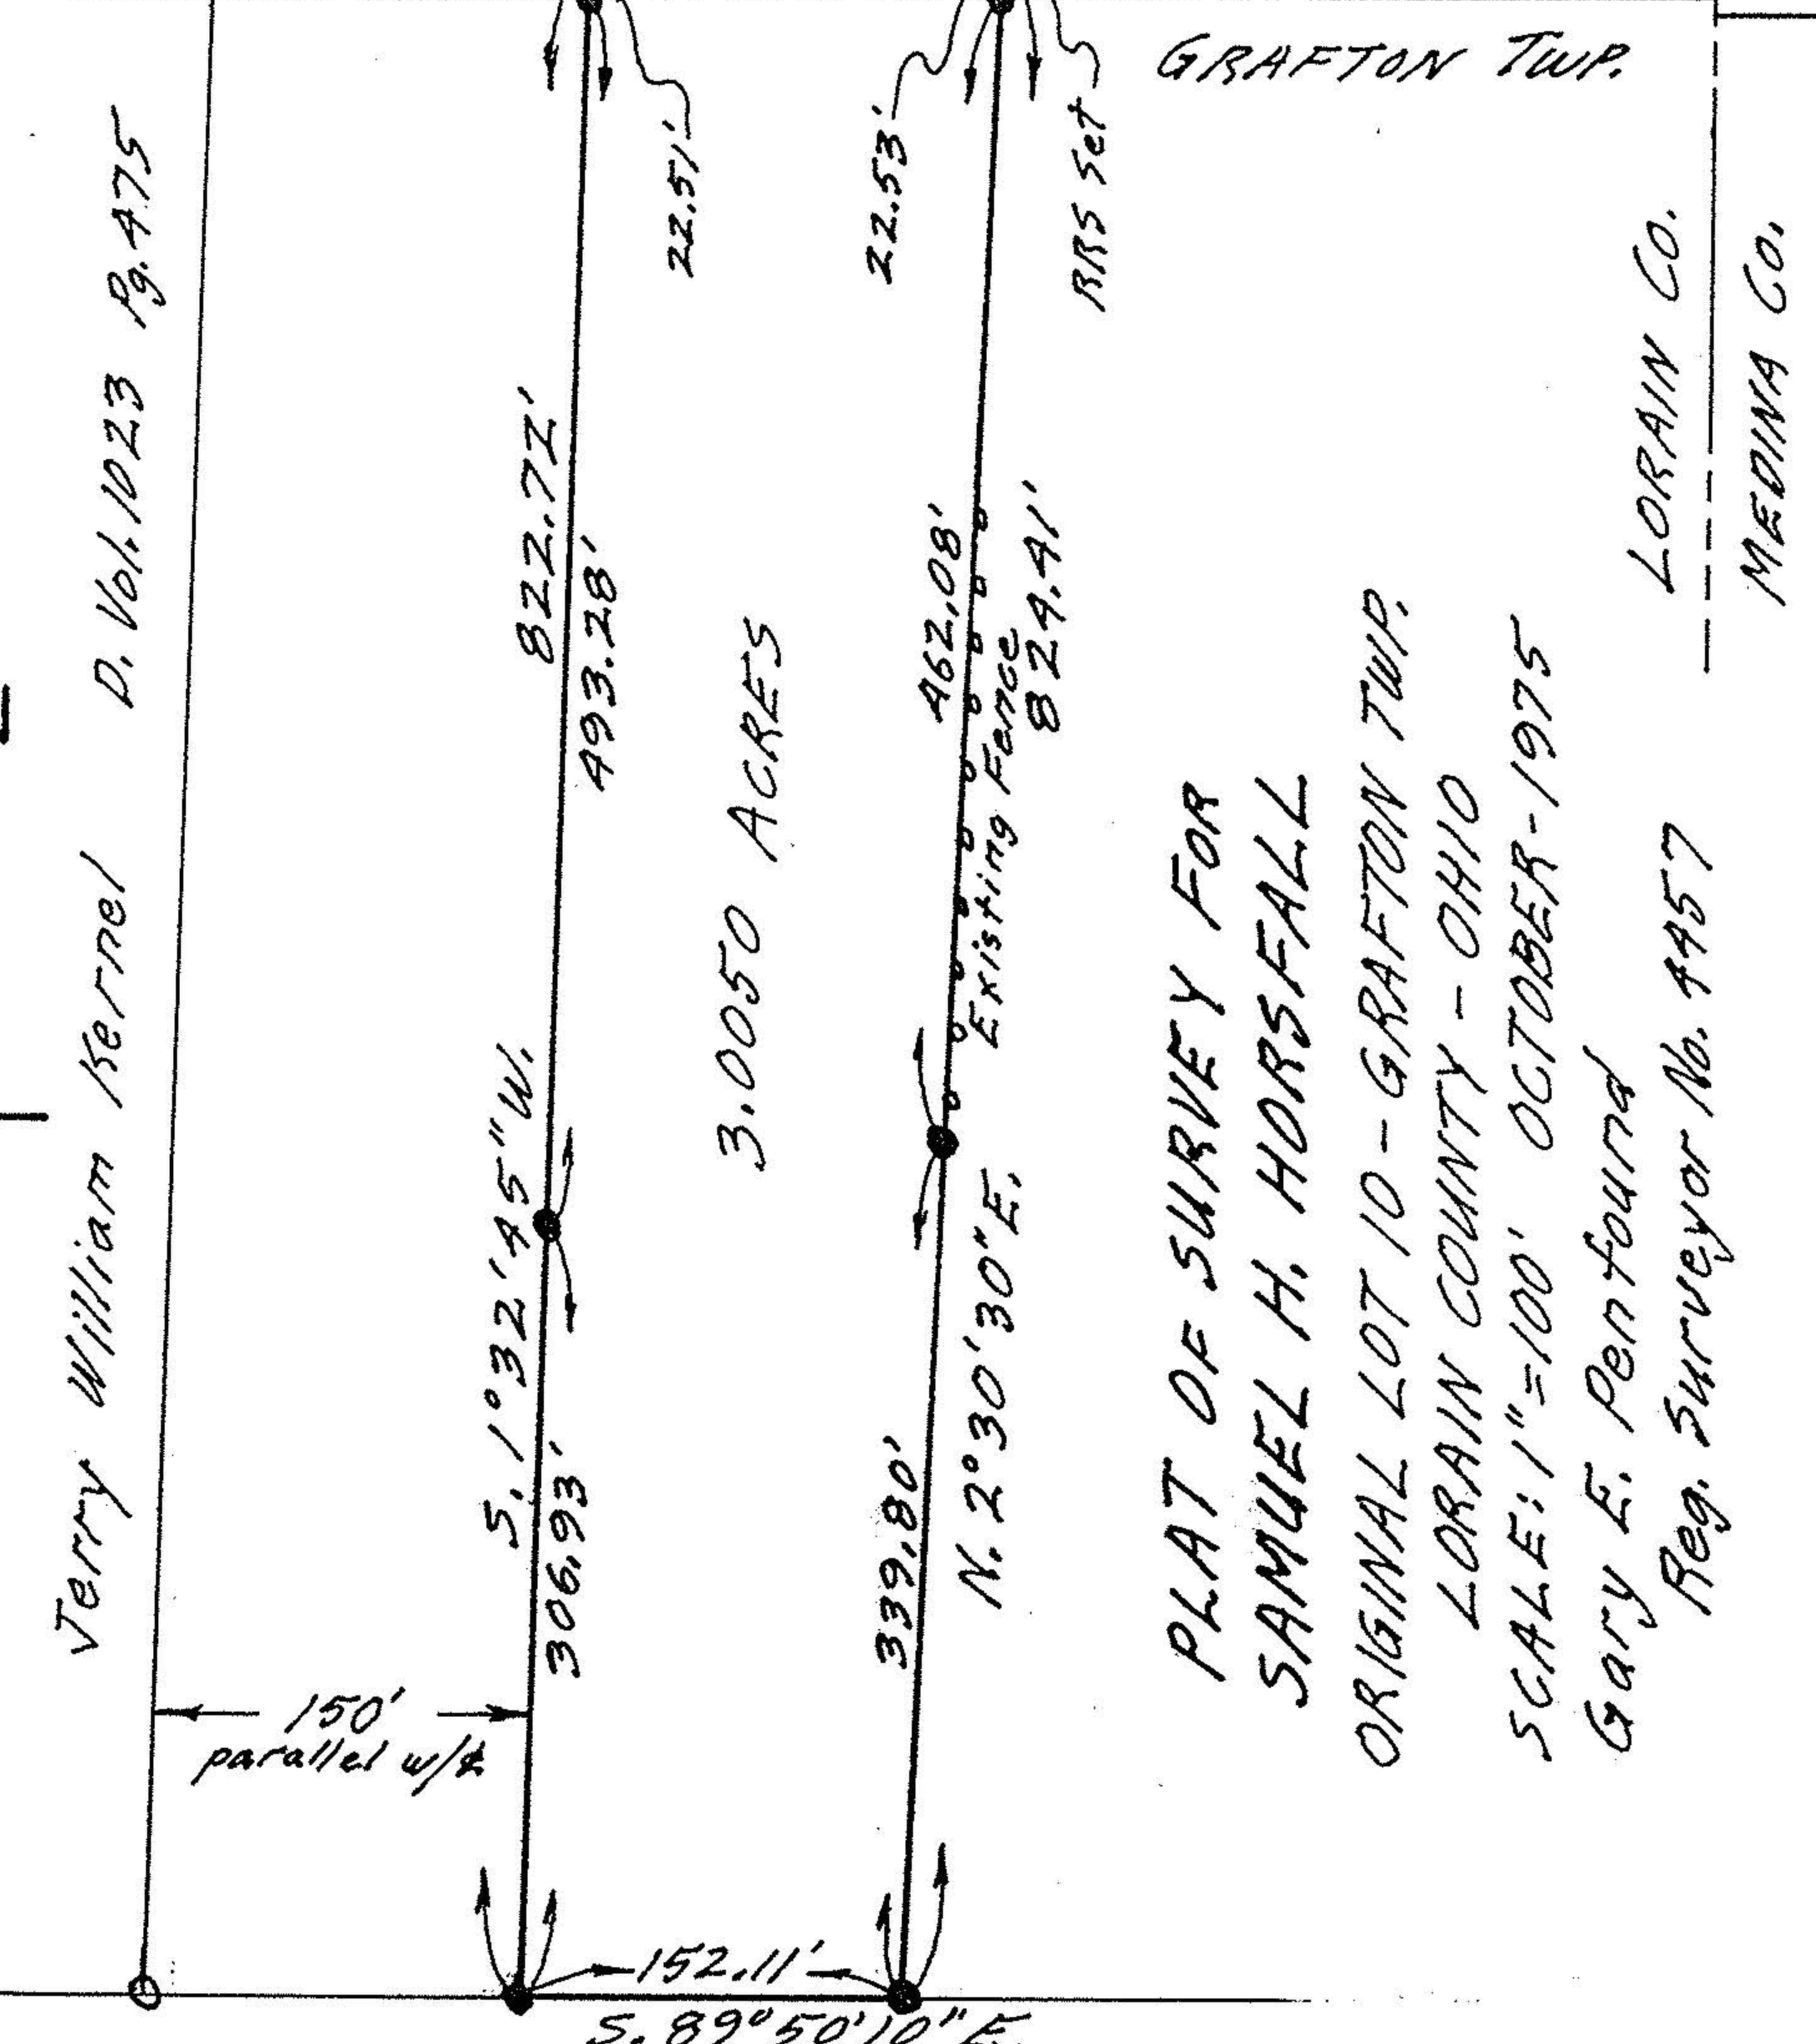 GRAFTON TWP.
Jerry William Kernel D. Vol. 1023 Pg. 475
22.51'
22.53'
RRS Set
822.72'
493.28'
S. 1°32'45"W.
306.93'
3.0050 ACRES
462.08'
Existing Fence
824.41'
339.80'
N. 2°30'30"E.
150'
parallel w/℄
152.11'
S. 89°50'10"E.
PLAT OF SURVEY FOR
SAMUEL H. HORSFALL
ORIGINAL LOT 10 - GRAFTON TWP.
LORAIN COUNTY - OHIO
SCALE: 1"=100' OCTOBER-1975
Gary E. Pentound
Reg. Surveyor No. 4457
LORAIN CO.
MEDINA CO.